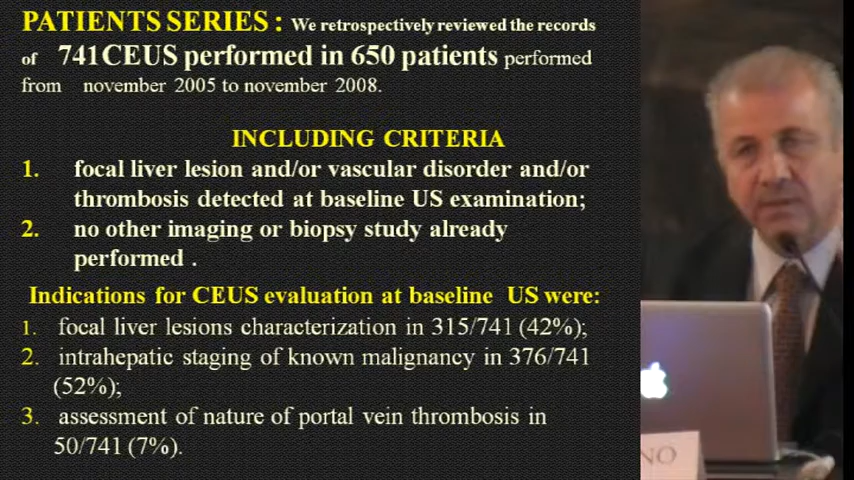 PATIENTS SERIES : We retrospectively reviewed the records
of 741CEUS performed in 650 patients performed
from november 2005 to november 2008.
INCLUDING CRITERIA
1. focal liver lesion and/or vascular disorder and/or
thrombosis detected at baseline US examination;
2. no other imaging or biopsy study already
performed .
Indications for CEUS evaluation at baseline US were:
1. focal liver lesions characterization in 315/741 (42%);
2. intrahepatic staging of known malignancy in 376/741
(52%);
3. assessment of nature of portal vein thrombosis in
50/741 (7%).
NO